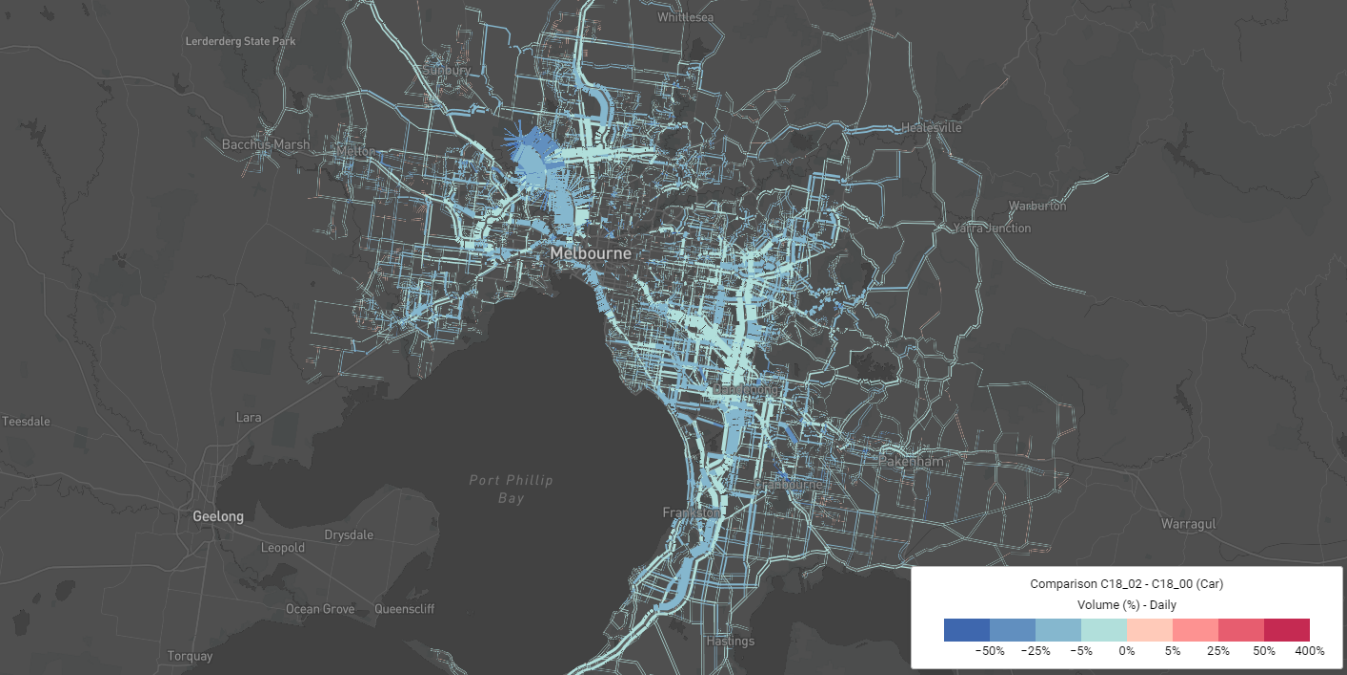 Whittlesea
Lerderderg State Park
Sunbury
Healesville
Bacchus Marsh
Melton
Warburton
Yarra Junction
Melbourne
Dandenong
Lara
Teesdale
Pakenham
Port Phillip
Bay
Cranbourne
Geelong
Frankston
Warragul
Drysdale
Leopold
Ocean Grove
Queenscliff
Hastings
Torquay
Comparison C18_02 - C18_00 (Car)
Volume (%) - Daily
−50% −25% −5% 0% 5% 25% 50% 400%